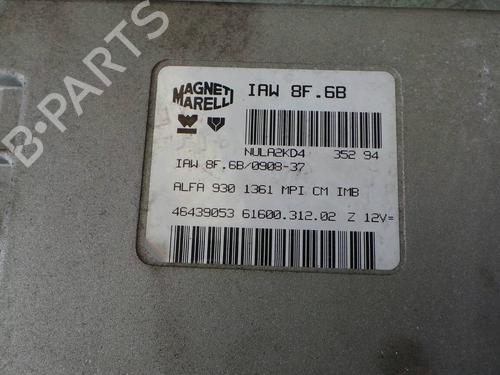 MAGNETI
MARELLI
IAW 8F.6B
NULA2KD4 352 94
IAW 8F.6B/0908-37
ALFA 930 1361 MPI CM IMB
46439053 61600.312.02 Z 12V=
B-PARTS